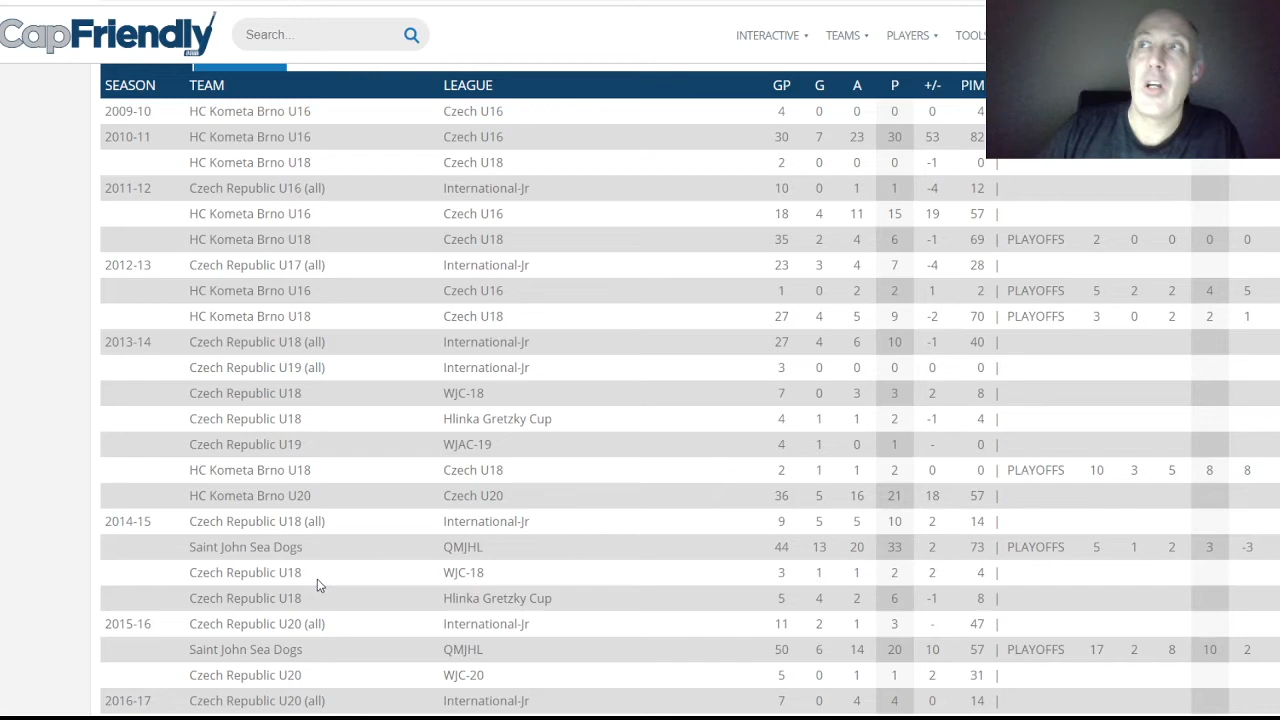 CapFriendly .com Search... INTERACTIVE TEAMS PLAYERS TOOLS
SEASON TEAM LEAGUE GP G A P +/- PIM
2009-10 HC Kometa Brno U16 Czech U16 4 0 0 0 0 4
2010-11 HC Kometa Brno U16 Czech U16 30 7 23 30 53 82
HC Kometa Brno U18 Czech U18 2 0 0 0 -1 0 |
2011-12 Czech Republic U16 (all) International-Jr 10 0 1 1 -4 12 |
HC Kometa Brno U16 Czech U16 18 4 11 15 19 57 |
HC Kometa Brno U18 Czech U18 35 2 4 6 -1 69 | PLAYOFFS 2 0 0 0 0
2012-13 Czech Republic U17 (all) International-Jr 23 3 4 7 -4 28 |
HC Kometa Brno U16 Czech U16 1 0 2 2 1 2 | PLAYOFFS 5 2 2 4 5
HC Kometa Brno U18 Czech U18 27 4 5 9 -2 70 | PLAYOFFS 3 0 2 2 1
2013-14 Czech Republic U18 (all) International-Jr 27 4 6 10 -1 40 |
Czech Republic U19 (all) International-Jr 3 0 0 0 0 0 |
Czech Republic U18 WJC-18 7 0 3 3 2 8 |
Czech Republic U18 Hlinka Gretzky Cup 4 1 1 2 -1 4 |
Czech Republic U19 WJAC-19 4 1 0 1 - 0 |
HC Kometa Brno U18 Czech U18 2 1 1 2 0 0 | PLAYOFFS 10 3 5 8 8
HC Kometa Brno U20 Czech U20 36 5 16 21 18 57 |
2014-15 Czech Republic U18 (all) International-Jr 9 5 5 10 2 14 |
Saint John Sea Dogs QMJHL 44 13 20 33 2 73 | PLAYOFFS 5 1 2 3 -3
Czech Republic U18 WJC-18 3 1 1 2 2 4 |
Czech Republic U18 Hlinka Gretzky Cup 5 4 2 6 -1 8 |
2015-16 Czech Republic U20 (all) International-Jr 11 2 1 3 - 47 |
Saint John Sea Dogs QMJHL 50 6 14 20 10 57 | PLAYOFFS 17 2 8 10 2
Czech Republic U20 WJC-20 5 0 1 1 2 31 |
2016-17 Czech Republic U20 (all) International-Jr 7 0 4 4 0 14 |